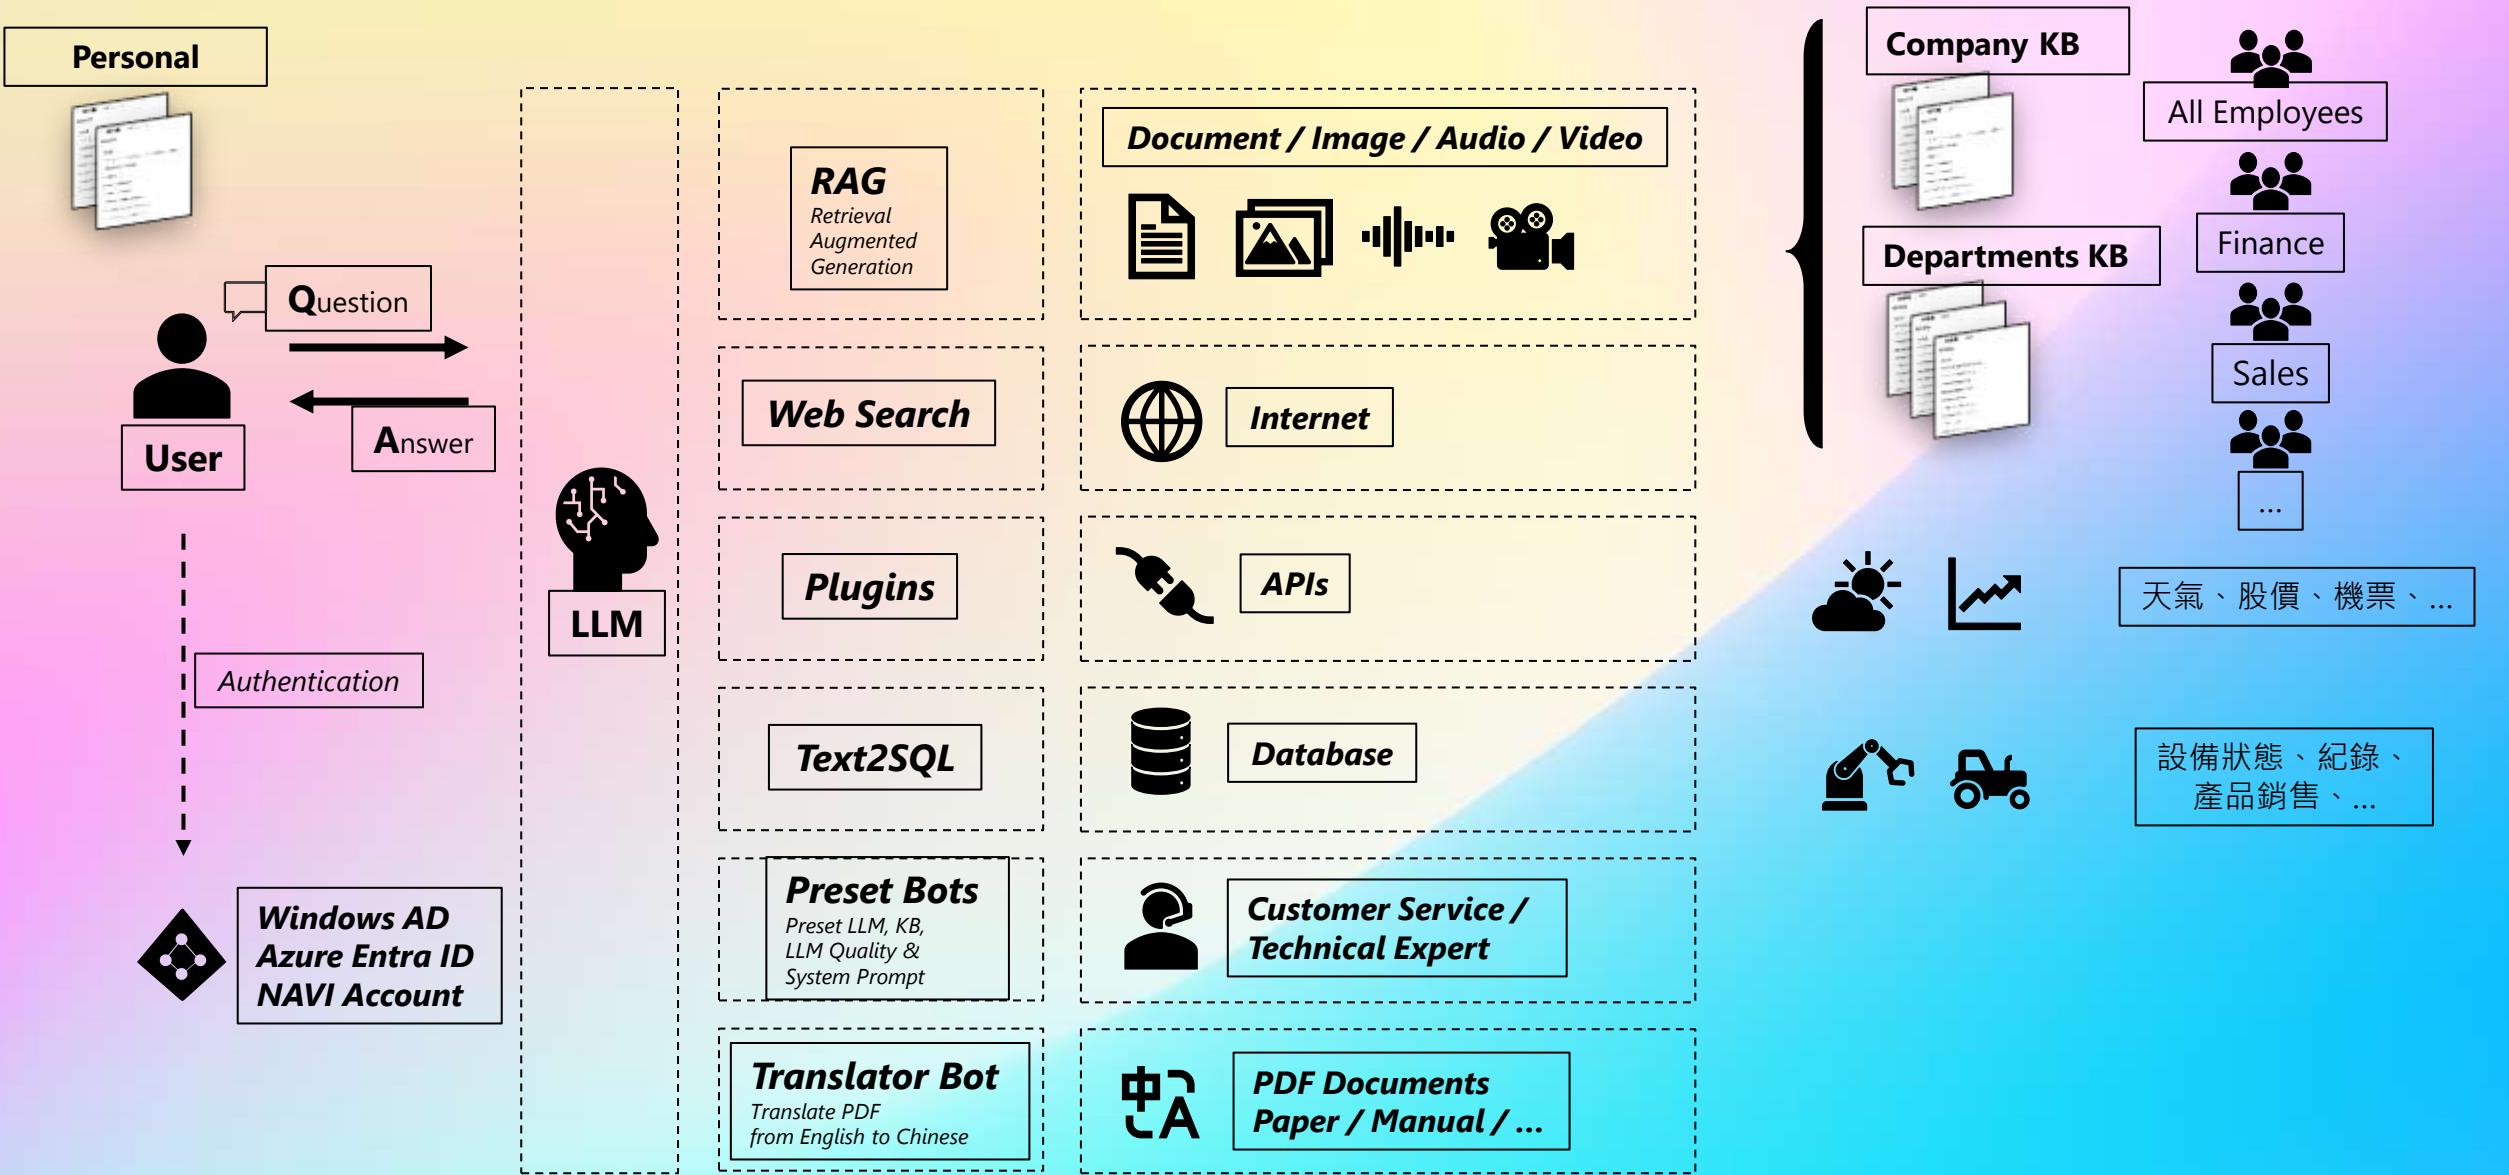 Personal
Question
Answer
User
Authentication
Windows AD
Azure Entra ID
NAVI Account
LLM
RAG
Retrieval
Augmented
Generation
Document / Image / Audio / Video
Web Search
Internet
Plugins
APIs
Text2SQL
Database
Preset Bots
Preset LLM, KB,
LLM Quality &
System Prompt
Customer Service /
Technical Expert
Translator Bot
Translate PDF
from English to Chinese
中
A
PDF Documents
Paper / Manual / ...
Company KB
All Employees
Finance
Departments KB
Sales
...
天氣、股價、機票、...
設備狀態、紀錄、
產品銷售、...